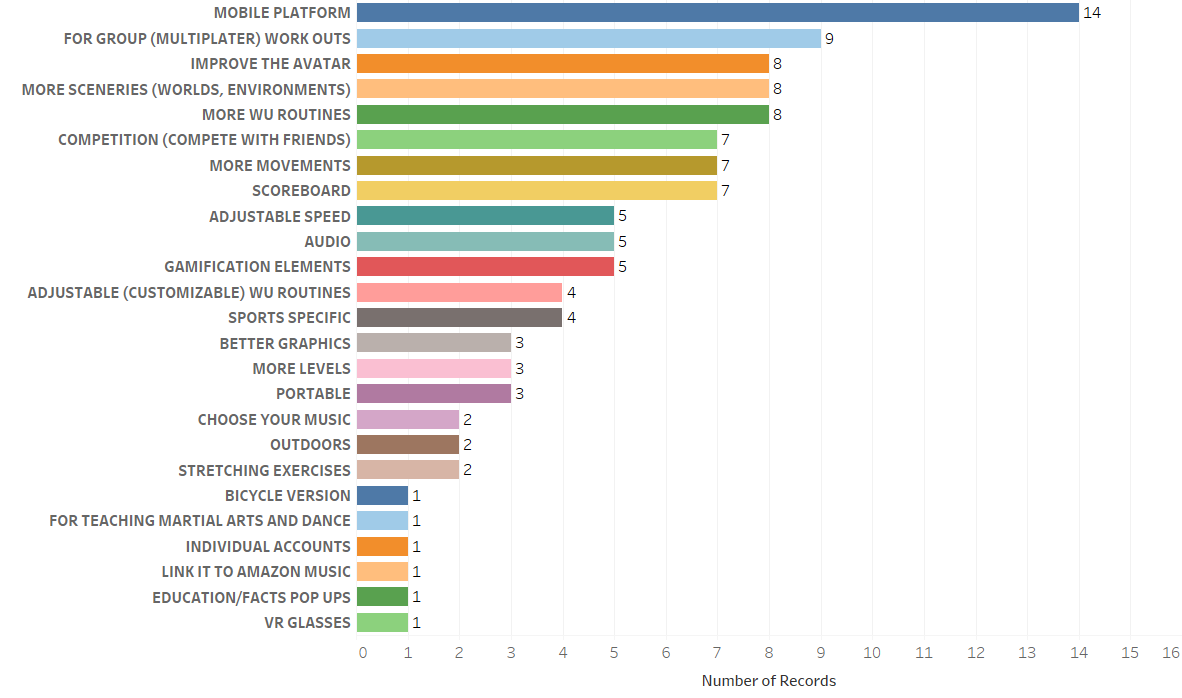 MOBILE PLATFORM 14
FOR GROUP (MULTIPLATER) WORK OUTS 9
IMPROVE THE AVATAR 8
MORE SCENERIES (WORLDS, ENVIRONMENTS) 8
MORE WU ROUTINES 8
COMPETITION (COMPETE WITH FRIENDS) 7
MORE MOVEMENTS 7
SCOREBOARD 7
ADJUSTABLE SPEED 5
AUDIO 5
GAMIFICATION ELEMENTS 5
ADJUSTABLE (CUSTOMIZABLE) WU ROUTINES 4
SPORTS SPECIFIC 4
BETTER GRAPHICS 3
MORE LEVELS 3
PORTABLE 3
CHOOSE YOUR MUSIC 2
OUTDOORS 2
STRETCHING EXERCISES 2
BICYCLE VERSION 1
FOR TEACHING MARTIAL ARTS AND DANCE 1
INDIVIDUAL ACCOUNTS 1
LINK IT TO AMAZON MUSIC 1
EDUCATION/FACTS POP UPS 1
VR GLASSES 1
0 1 2 3 4 5 6 7 8 9 10 11 12 13 14 15 16
Number of Records